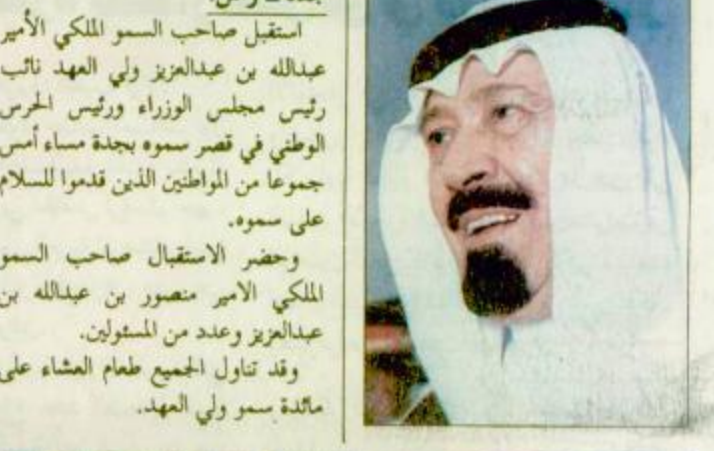 استقبل صاحب السمو الملكي الأمير
عبدالله بن عبدالعزيز ولي العهد نائب
رئيس مجلس الوزراء ورئيس الحرس
الوطني في قصر سموه بجدة مساء أمس
جموعا من المواطنين الذين قدموا للسلام
على سموه.
وحضر الاستقبال صاحب السمو
الملكي الامير منصور بن عبدالله بن
عبدالعزيز وعدد من المسئولين.
وقد تناول الجميع طعام العشاء على
مائدة سمو ولي العهد.